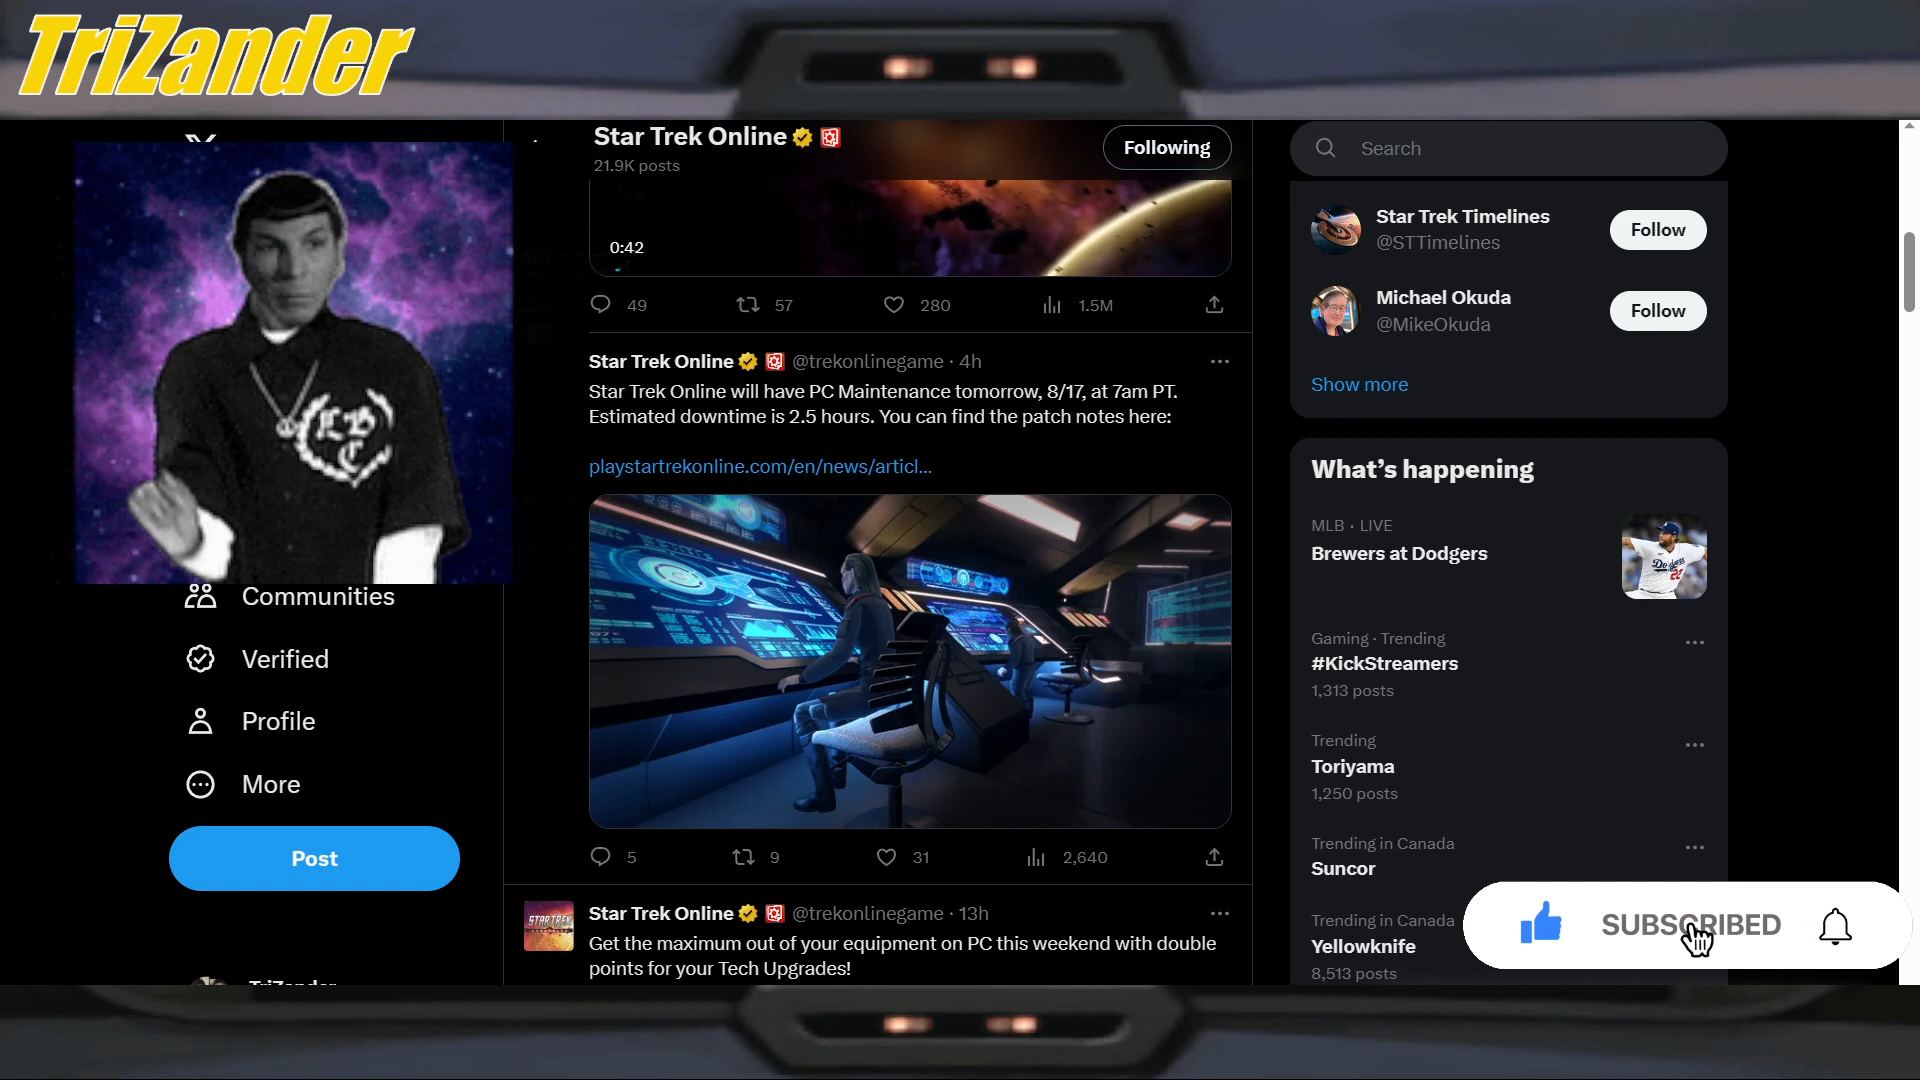 TriZander
Star Trek Online
21.9K posts
Following
0:42
49 57 280 1.5M
Star Trek Online @trekonlinegame · 4h
Star Trek Online will have PC Maintenance tomorrow, 8/17, at 7am PT.
Estimated downtime is 2.5 hours. You can find the patch notes here:
playstartrekonline.com/en/news/articl...
5 9 31 2,640
Star Trek Online @trekonlinegame · 13h
STAR TREK
Get the maximum out of your equipment on PC this weekend with double
points for your Tech Upgrades!
Communities
Verified
Profile
More
Post
TriZander
Search
Star Trek Timelines
@STTimelines
Follow
Michael Okuda
@MikeOkuda
Follow
Show more
What's happening
MLB · LIVE
Brewers at Dodgers
Gaming · Trending
#KickStreamers
1,313 posts
Trending
Toriyama
1,250 posts
Trending in Canada
Suncor
Trending in Canada
Yellowknife
8,513 posts
SUBSCRIBED